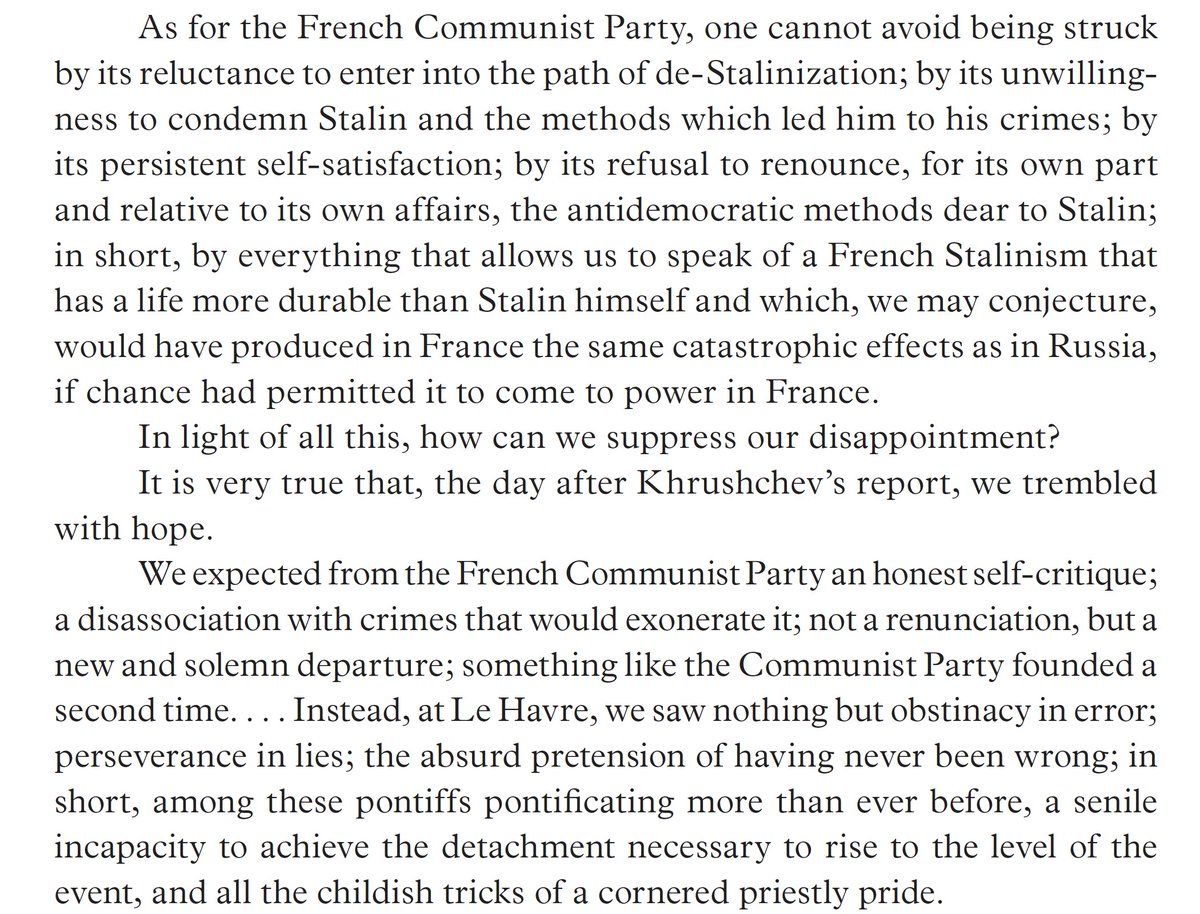 As for the French Communist Party, one cannot avoid being struck
by its reluctance to enter into the path of de-Stalinization; by its unwilling-
ness to condemn Stalin and the methods which led him to his crimes; by
its persistent self-satisfaction; by its refusal to renounce, for its own part
and relative to its own affairs, the antidemocratic methods dear to Stalin;
in short, by everything that allows us to speak of a French Stalinism that
has a life more durable than Stalin himself and which, we may conjecture,
would have produced in France the same catastrophic effects as in Russia,
if chance had permitted it to come to power in France.
In light of all this, how can we suppress our disappointment?
It is very true that, the day after Khrushchev’s report, we trembled
with hope.
We expected from the French Communist Party an honest self-critique;
a disassociation with crimes that would exonerate it; not a renunciation, but a
new and solemn departure; something like the Communist Party founded a
second time. . . . Instead, at Le Havre, we saw nothing but obstinacy in error;
perseverance in lies; the absurd pretension of having never been wrong; in
short, among these pontiffs pontificating more than ever before, a senile
incapacity to achieve the detachment necessary to rise to the level of the
event, and all the childish tricks of a cornered priestly pride.